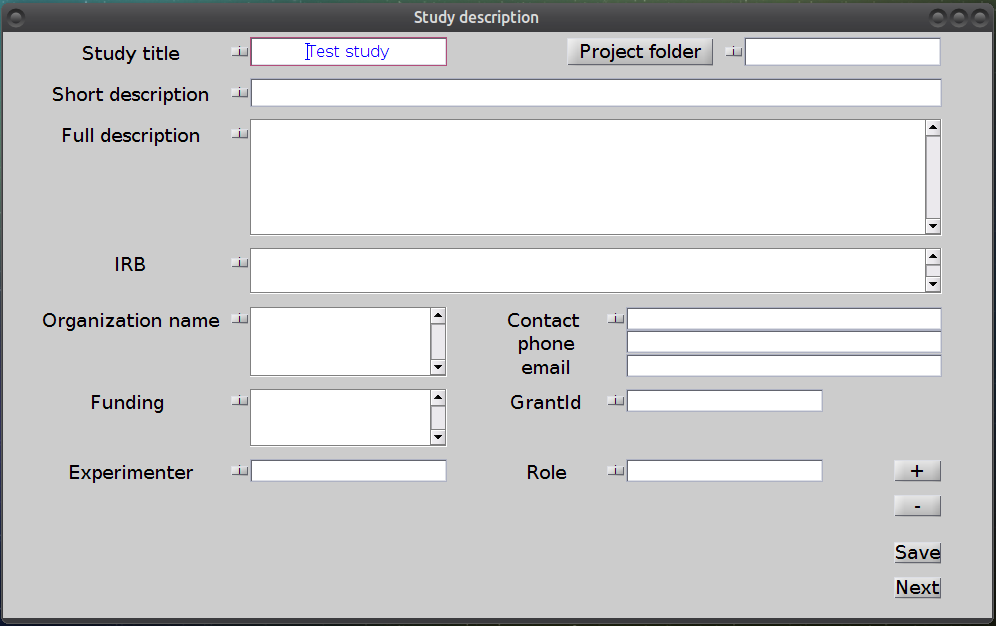 Study description
Study title i Test study Project folder i
Short description i
Full description i
IRB i
Organization name i Contact i
phone
email
Funding i GrantId i
Experimenter i Role i +
-
Save
Next